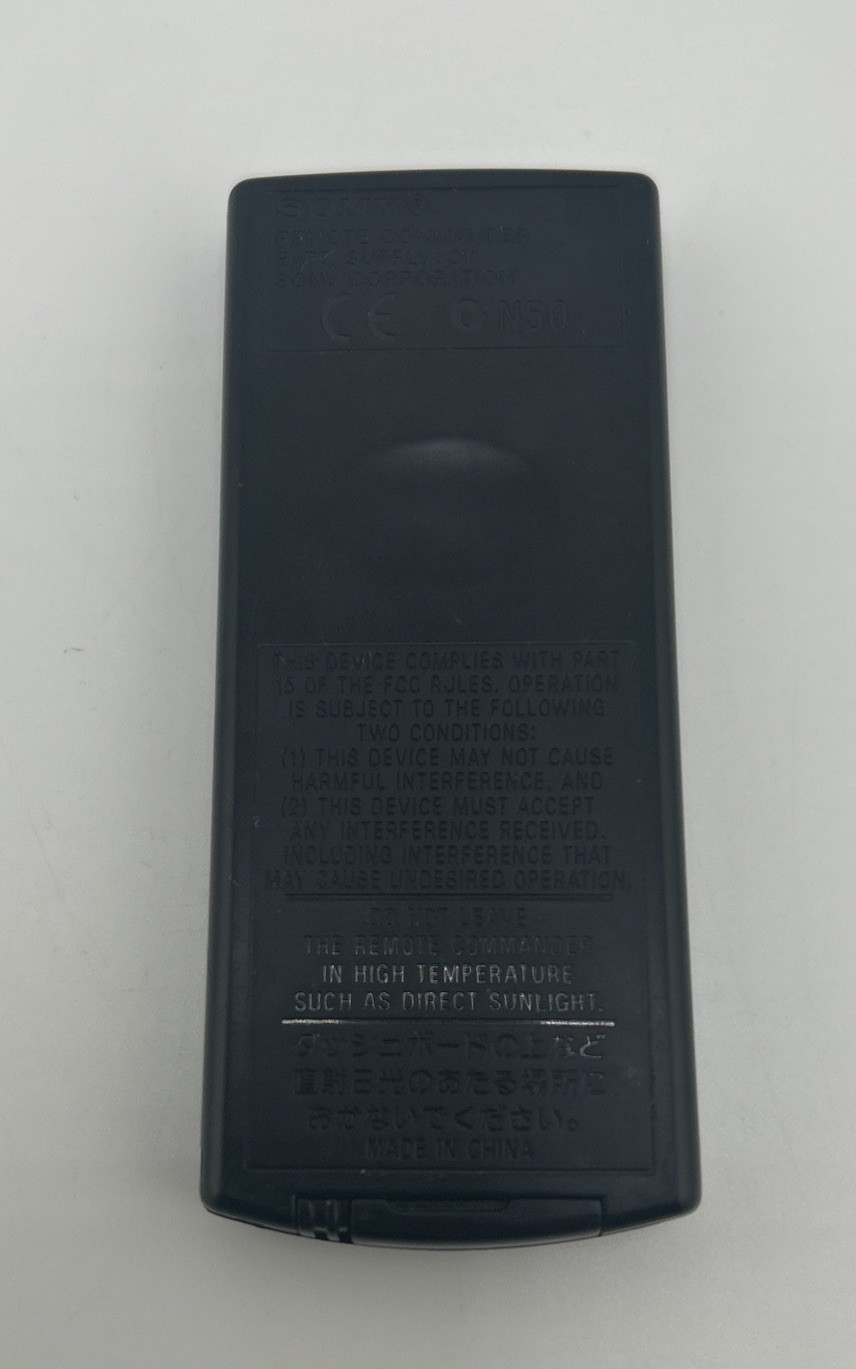 SONY®
REMOTE COMMANDER
PART SUPPLY ION
SONY CORPORATION
CE N50
THIS DEVICE COMPLIES WITH PART
15 OF THE FCC RULES. OPERATION
IS SUBJECT TO THE FOLLOWING
TWO CONDITIONS:
(1) THIS DEVICE MAY NOT CAUSE
HARMFUL INTERFERENCE, AND
(2) THIS DEVICE MUST ACCEPT
ANY INTERFERENCE RECEIVED,
INCLUDING INTERFERENCE THAT
MAY CAUSE UNDESIRED OPERATION.
DO NOT LEAVE
THE REMOTE COMMANDER
IN HIGH TEMPERATURE
SUCH AS DIRECT SUNLIGHT.
ダッシュボードの上など
直射日光のあたる場所に
おかないでください。
MADE IN CHINA